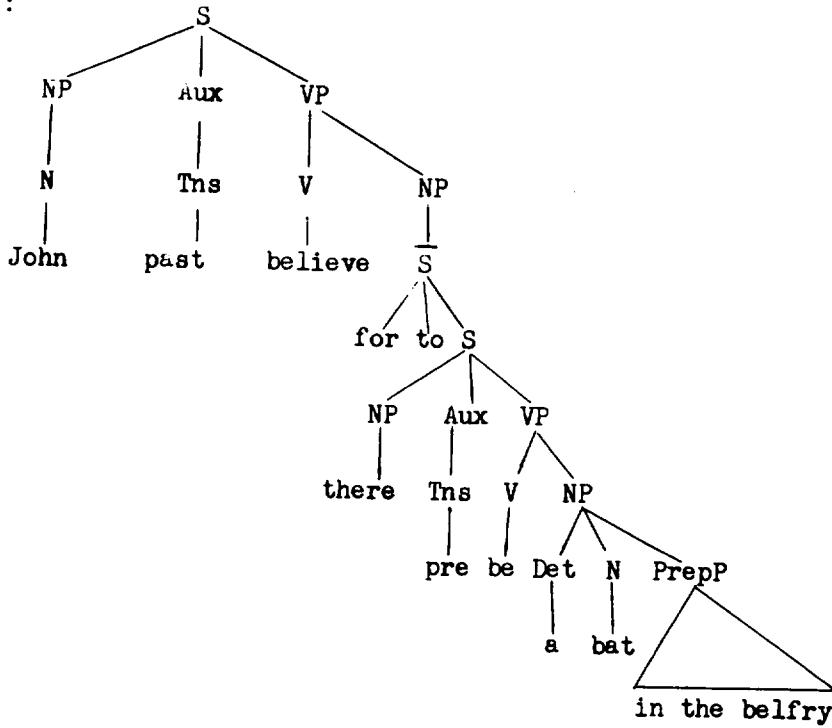 :
S
NP Aux VP
N Tns V NP
John past believe S̅
for to S
NP Aux VP
there Tns V NP
pre be Det N PrepP
a bat
in the belfry